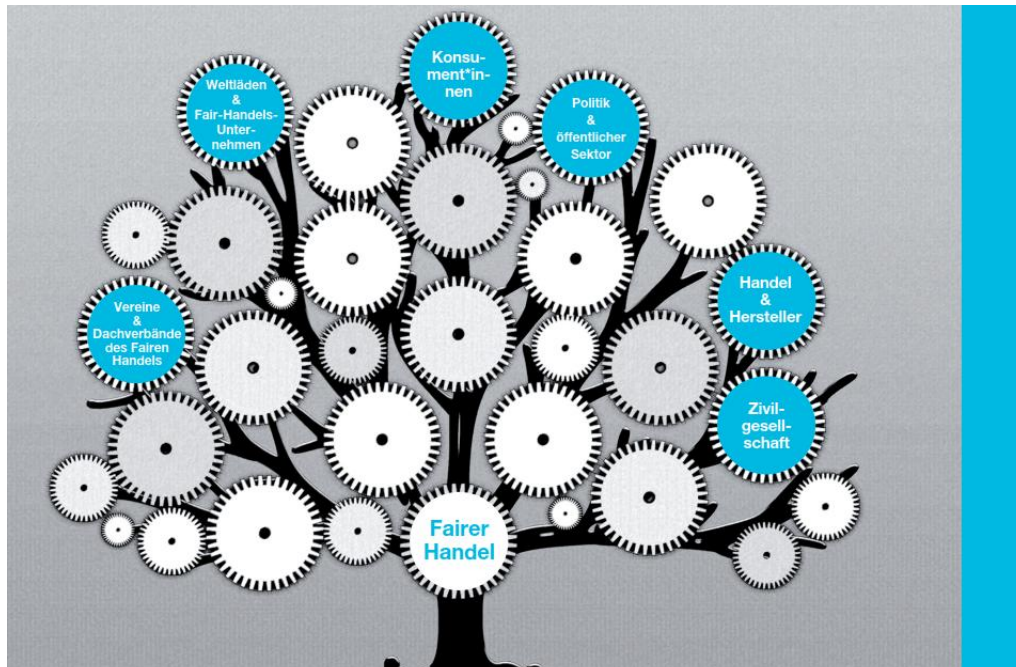 Konsu-
ment*in-
nen
Weltläden
&
Fair-Handels-
Unter-
nehmen
Politik
&
öffentlicher
Sektor
Handel
&
Hersteller
Vereine
&
Dachverbände
des Fairen
Handels
Zivil-
gesell-
schaft
Fairer
Handel